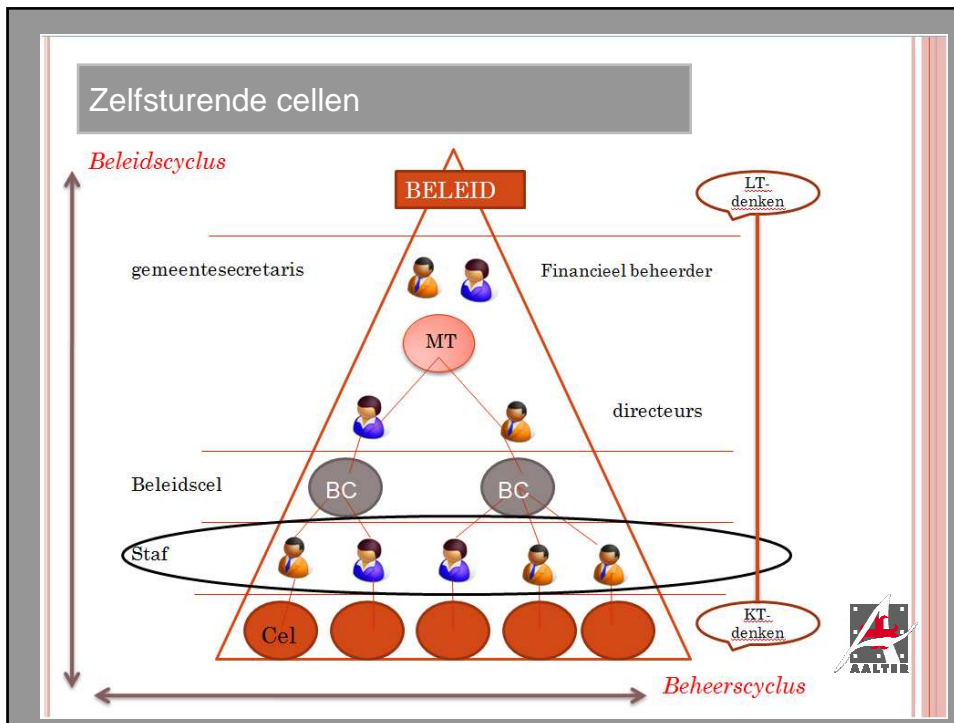 Zelfsturende cellen
Beleidscyclus
BELEID
LT-
denken
gemeentesecretaris
Financieel beheerder
MT
directeurs
Beleidscel
BC
BC
Staf
Cel
KT-
denken
AALTER
Beheerscyclus